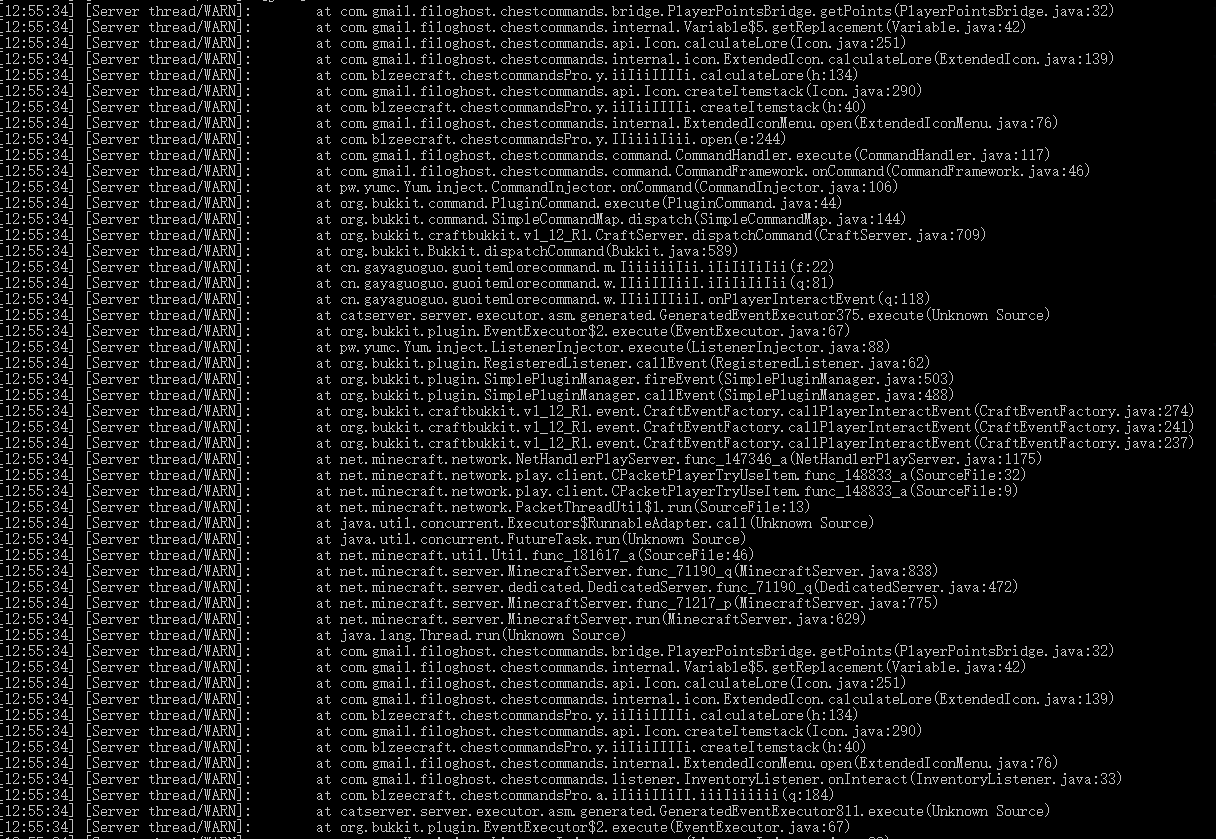 [12:55:34] [Server thread/WARN]: at com.gmail.filoghost.chestcommands.bridge.PlayerPointsBridge.getPoints(PlayerPointsBridge.java:32)
[12:55:34] [Server thread/WARN]: at com.gmail.filoghost.chestcommands.internal.Variable$5.getReplacement(Variable.java:42)
[12:55:34] [Server thread/WARN]: at com.gmail.filoghost.chestcommands.api.Icon.calculateLore(Icon.java:251)
[12:55:34] [Server thread/WARN]: at com.gmail.filoghost.chestcommands.internal.icon.ExtendedIcon.calculateLore(ExtendedIcon.java:139)
[12:55:34] [Server thread/WARN]: at com.blzeecraft.chestcommandsPro.y.iiIiiIIIIi.calculateLore(h:134)
[12:55:34] [Server thread/WARN]: at com.gmail.filoghost.chestcommands.api.Icon.createItemstack(Icon.java:290)
[12:55:34] [Server thread/WARN]: at com.blzeecraft.chestcommandsPro.y.iiIiiIIIIi.createItemstack(h:40)
[12:55:34] [Server thread/WARN]: at com.gmail.filoghost.chestcommands.internal.ExtendedIconMenu.open(ExtendedIconMenu.java:76)
[12:55:34] [Server thread/WARN]: at com.blzeecraft.chestcommandsPro.y.IIiiiIiii.open(e:244)
[12:55:34] [Server thread/WARN]: at com.gmail.filoghost.chestcommands.command.CommandHandler.execute(CommandHandler.java:117)
[12:55:34] [Server thread/WARN]: at com.gmail.filoghost.chestcommands.command.CommandFramework.onCommand(CommandFramework.java:46)
[12:55:34] [Server thread/WARN]: at pw.yumc.Yum.inject.CommandInjector.onCommand(CommandInjector.java:106)
[12:55:34] [Server thread/WARN]: at org.bukkit.command.PluginCommand.execute(PluginCommand.java:44)
[12:55:34] [Server thread/WARN]: at org.bukkit.command.SimpleCommandMap.dispatch(SimpleCommandMap.java:144)
[12:55:34] [Server thread/WARN]: at org.bukkit.craftbukkit.v1_12_R1.CraftServer.dispatchCommand(CraftServer.java:709)
[12:55:34] [Server thread/WARN]: at org.bukkit.Bukkit.dispatchCommand(Bukkit.java:589)
[12:55:34] [Server thread/WARN]: at cn.gayaguoguo.guoitemlorecommand.m.IiiiiiIii.iIiIiIiIii(f:22)
[12:55:34] [Server thread/WARN]: at cn.gayaguoguo.guoitemlorecommand.w.IIiiIiiIiI.iIiIiIiIii(q:81)
[12:55:34] [Server thread/WARN]: at cn.gayaguoguo.guoitemlorecommand.w.IIiiIiiIiI.onPlayerInteractEvent(q:118)
[12:55:34] [Server thread/WARN]: at catserver.server.executor.asm.generated.GeneratedEventExecutor375.execute(Unknown Source)
[12:55:34] [Server thread/WARN]: at org.bukkit.plugin.EventExecutor$2.execute(EventExecutor.java:67)
[12:55:34] [Server thread/WARN]: at pw.yumc.Yum.inject.ListenerInjector.execute(ListenerInjector.java:88)
[12:55:34] [Server thread/WARN]: at org.bukkit.plugin.RegisteredListener.callEvent(RegisteredListener.java:62)
[12:55:34] [Server thread/WARN]: at org.bukkit.plugin.SimplePluginManager.fireEvent(SimplePluginManager.java:503)
[12:55:34] [Server thread/WARN]: at org.bukkit.plugin.SimplePluginManager.callEvent(SimplePluginManager.java:488)
[12:55:34] [Server thread/WARN]: at org.bukkit.craftbukkit.v1_12_R1.event.CraftEventFactory.callPlayerInteractEvent(CraftEventFactory.java:274)
[12:55:34] [Server thread/WARN]: at org.bukkit.craftbukkit.v1_12_R1.event.CraftEventFactory.callPlayerInteractEvent(CraftEventFactory.java:241)
[12:55:34] [Server thread/WARN]: at org.bukkit.craftbukkit.v1_12_R1.event.CraftEventFactory.callPlayerInteractEvent(CraftEventFactory.java:237)
[12:55:34] [Server thread/WARN]: at net.minecraft.network.NetHandlerPlayServer.func_147346_a(NetHandlerPlayServer.java:1175)
[12:55:34] [Server thread/WARN]: at net.minecraft.network.play.client.CPacketPlayerTryUseItem.func_148833_a(SourceFile:32)
[12:55:34] [Server thread/WARN]: at net.minecraft.network.play.client.CPacketPlayerTryUseItem.func_148833_a(SourceFile:9)
[12:55:34] [Server thread/WARN]: at net.minecraft.network.PacketThreadUtil$1.run(SourceFile:13)
[12:55:34] [Server thread/WARN]: at java.util.concurrent.Executors$RunnableAdapter.call(Unknown Source)
[12:55:34] [Server thread/WARN]: at java.util.concurrent.FutureTask.run(Unknown Source)
[12:55:34] [Server thread/WARN]: at net.minecraft.util.Util.func_181617_a(SourceFile:46)
[12:55:34] [Server thread/WARN]: at net.minecraft.server.MinecraftServer.func_71190_q(MinecraftServer.java:838)
[12:55:34] [Server thread/WARN]: at net.minecraft.server.dedicated.DedicatedServer.func_71190_q(DedicatedServer.java:472)
[12:55:34] [Server thread/WARN]: at net.minecraft.server.MinecraftServer.func_71217_p(MinecraftServer.java:775)
[12:55:34] [Server thread/WARN]: at net.minecraft.server.MinecraftServer.run(MinecraftServer.java:629)
[12:55:34] [Server thread/WARN]: at java.lang.Thread.run(Unknown Source)
[12:55:34] [Server thread/WARN]: at com.gmail.filoghost.chestcommands.bridge.PlayerPointsBridge.getPoints(PlayerPointsBridge.java:32)
[12:55:34] [Server thread/WARN]: at com.gmail.filoghost.chestcommands.internal.Variable$5.getReplacement(Variable.java:42)
[12:55:34] [Server thread/WARN]: at com.gmail.filoghost.chestcommands.api.Icon.calculateLore(Icon.java:251)
[12:55:34] [Server thread/WARN]: at com.gmail.filoghost.chestcommands.internal.icon.ExtendedIcon.calculateLore(ExtendedIcon.java:139)
[12:55:34] [Server thread/WARN]: at com.blzeecraft.chestcommandsPro.y.iiIiiIIIIi.calculateLore(h:134)
[12:55:34] [Server thread/WARN]: at com.gmail.filoghost.chestcommands.api.Icon.createItemstack(Icon.java:290)
[12:55:34] [Server thread/WARN]: at com.blzeecraft.chestcommandsPro.y.iiIiiIIIIi.createItemstack(h:40)
[12:55:34] [Server thread/WARN]: at com.gmail.filoghost.chestcommands.internal.ExtendedIconMenu.open(ExtendedIconMenu.java:76)
[12:55:34] [Server thread/WARN]: at com.gmail.filoghost.chestcommands.listener.InventoryListener.onInteract(InventoryListener.java:33)
[12:55:34] [Server thread/WARN]: at com.blzeecraft.chestcommandsPro.a.iIiiiIIiII.iiiIiiiiii(q:184)
[12:55:34] [Server thread/WARN]: at catserver.server.executor.asm.generated.GeneratedEventExecutor811.execute(Unknown Source)
[12:55:34] [Server thread/WARN]: at org.bukkit.plugin.EventExecutor$2.execute(EventExecutor.java:67)